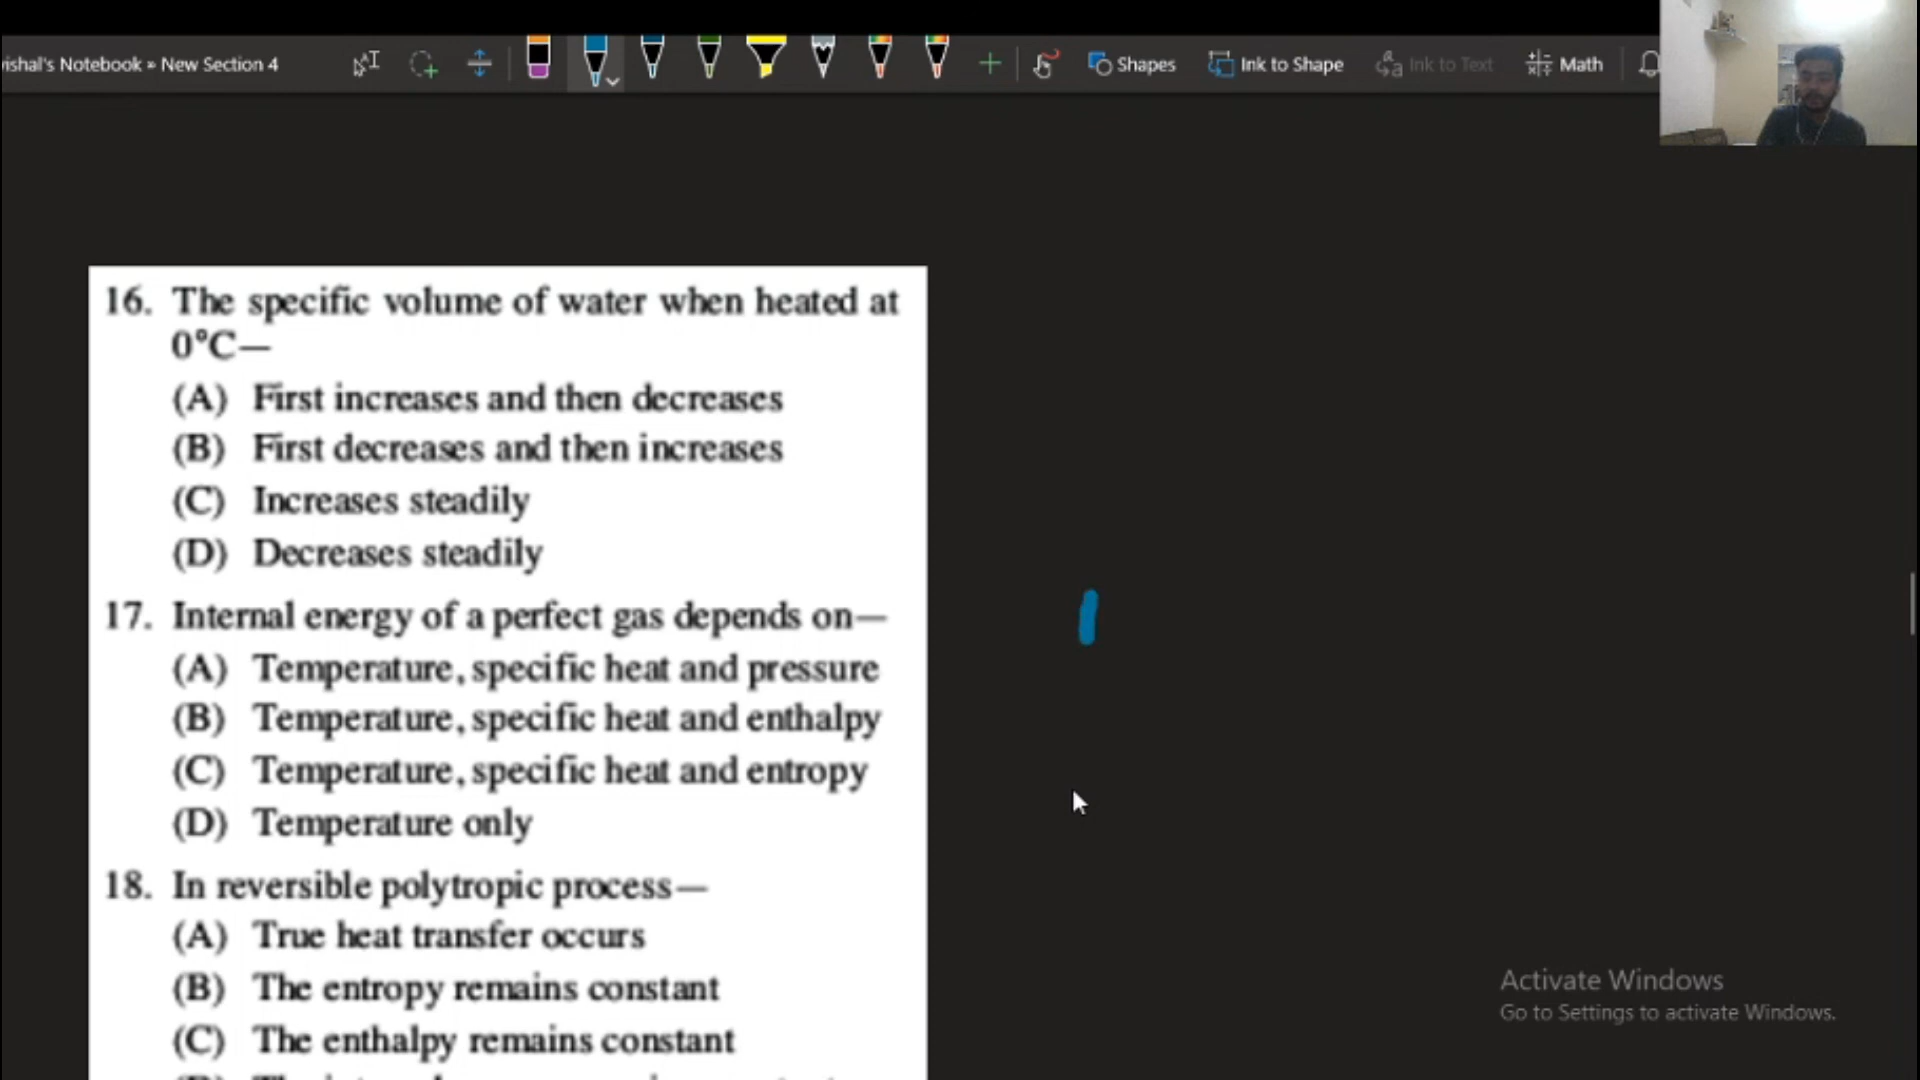 vishal's Notebook » New Section 4
Shapes
Ink to Shape
Ink to Text
Math
16. The specific volume of water when heated at
0°C—
(A) First increases and then decreases
(B) First decreases and then increases
(C) Increases steadily
(D) Decreases steadily
17. Internal energy of a perfect gas depends on—
(A) Temperature, specific heat and pressure
(B) Temperature, specific heat and enthalpy
(C) Temperature, specific heat and entropy
(D) Temperature only
18. In reversible polytropic process—
(A) True heat transfer occurs
(B) The entropy remains constant
(C) The enthalpy remains constant
Activate Windows
Go to Settings to activate Windows.